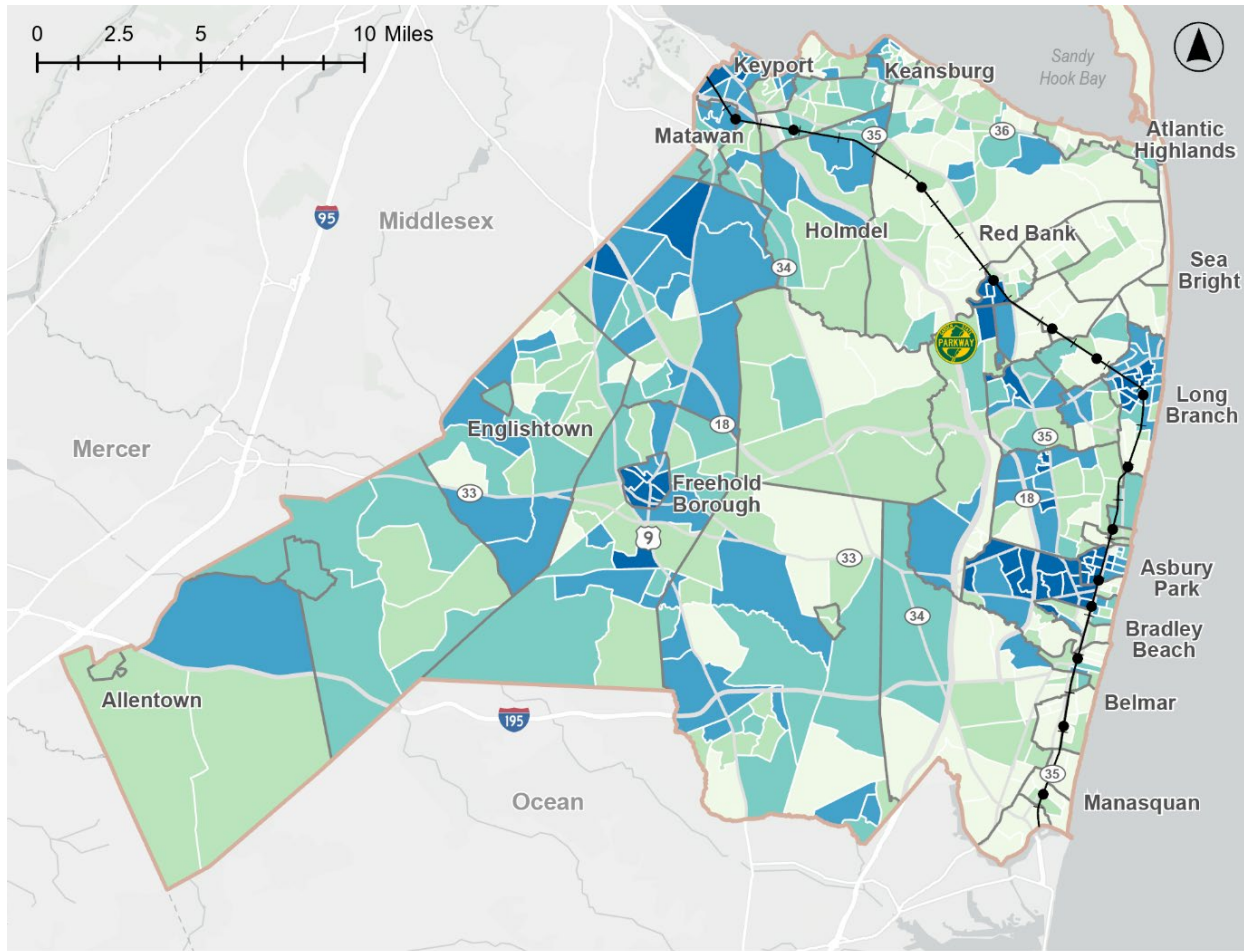 0 2.5 5 10 Miles
Keyport
Keansburg
Sandy
Hook Bay
Matawan
35
36
Atlantic
Highlands
95
Middlesex
Holmdel
Red Bank
34
Sea
Bright
PARKWAY
Long
Branch
18
Englishtown
35
Mercer
33
Freehold
Borough
18
9
33
Asbury
Park
34
Bradley
Beach
Allentown
Belmar
195
35
Ocean
Manasquan